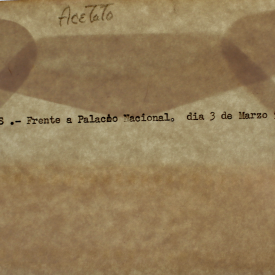 Acetato
S .- Frente a Palacio Nacional. dia 3 de Marzo